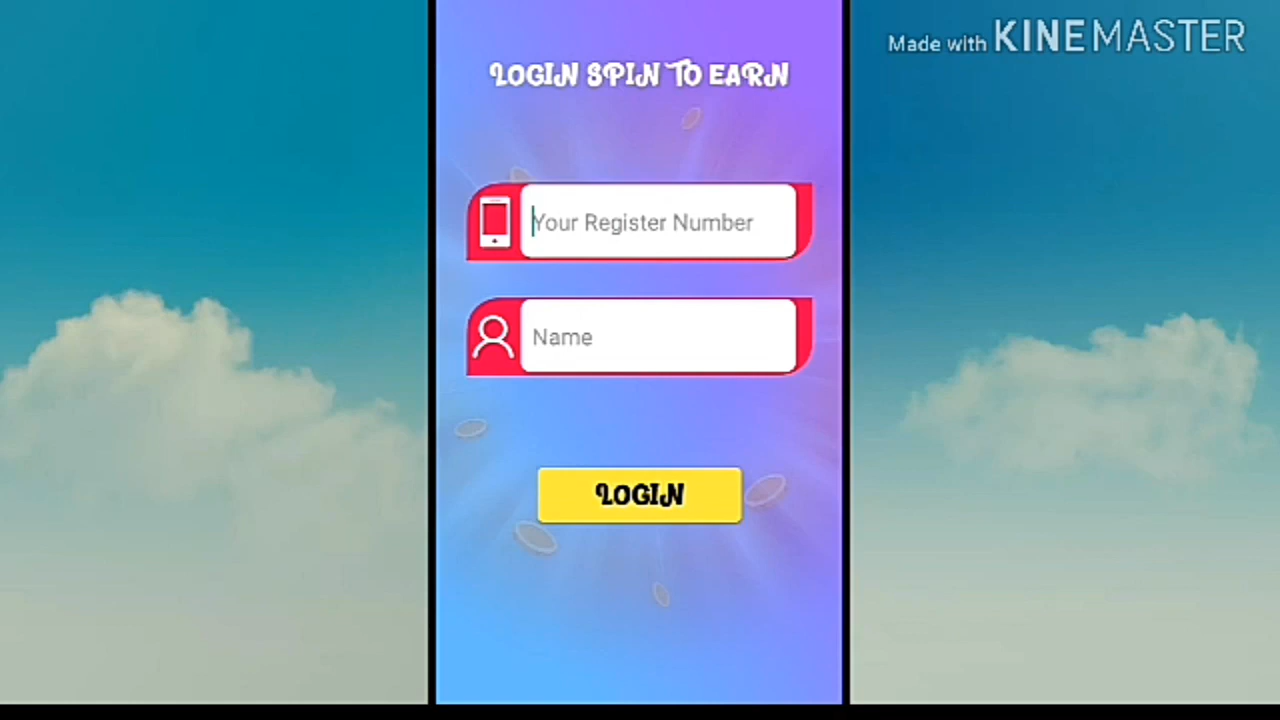 Made with KINEMASTER
LOGIN SPIN TO EARN
Your Register Number
Name
LOGIN